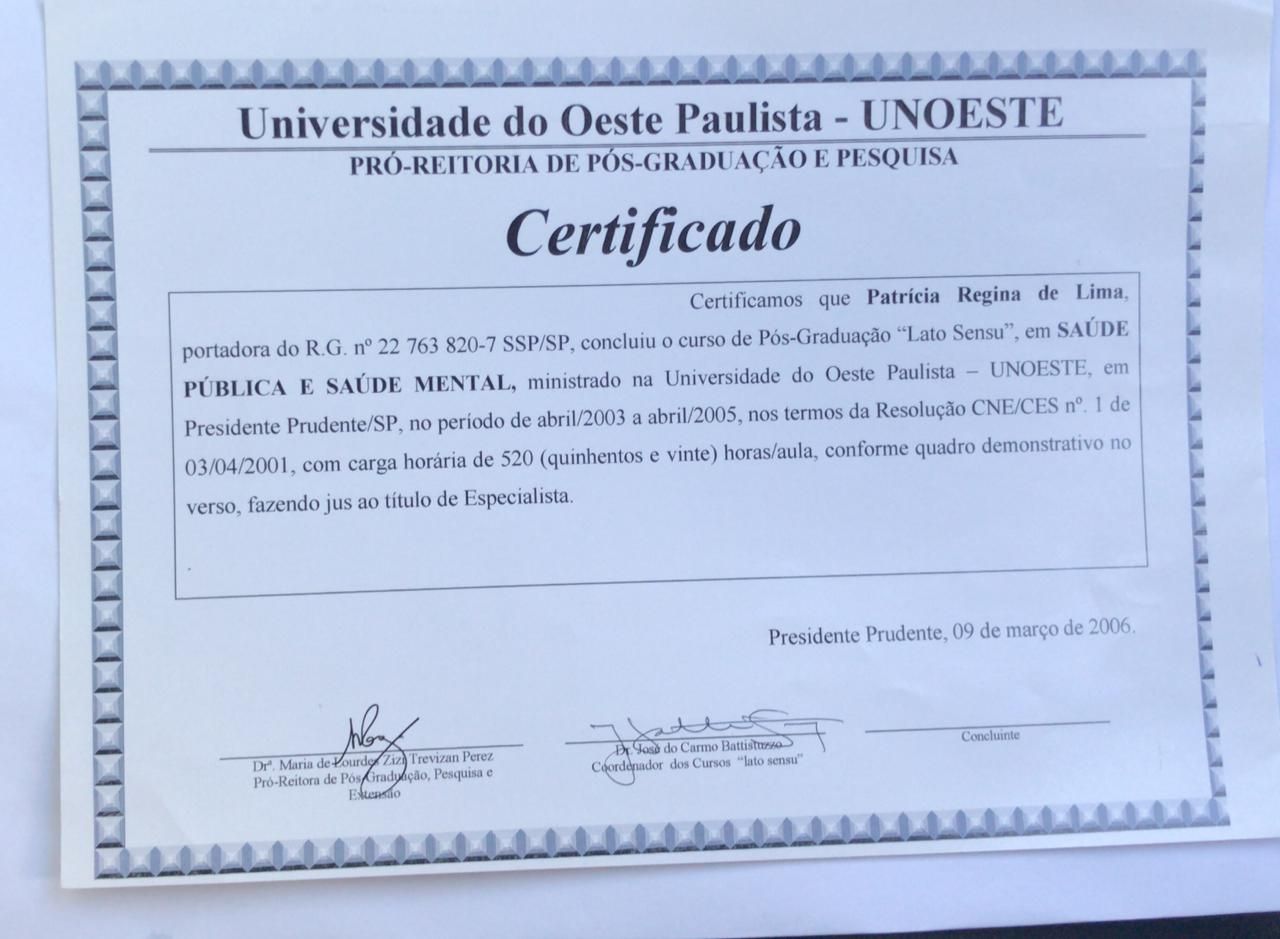 Universidade do Oeste Paulista - UNOESTE
PRÓ-REITORIA DE PÓS-GRADUAÇÃO E PESQUISA
Certificado
Certificamos que Patrícia Regina de Lima,
portadora do R.G. nº 22 763 820-7 SSP/SP, concluiu o curso de Pós-Graduação “Lato Sensu”, em SAÚDE
PÚBLICA E SAÚDE MENTAL, ministrado na Universidade do Oeste Paulista – UNOESTE, em
Presidente Prudente/SP, no período de abril/2003 a abril/2005, nos termos da Resolução CNE/CES nº. 1 de
03/04/2001, com carga horária de 520 (quinhentos e vinte) horas/aula, conforme quadro demonstrativo no
verso, fazendo jus ao título de Especialista.
Presidente Prudente, 09 de março de 2006.
Drª. Maria de Lourdes Zizi Trevizan Perez
Pró-Reitora de Pós Graduação, Pesquisa e
Extensão
Dr. José do Carmo Battistuzzo
Coordenador dos Cursos “lato sensu”
Concluinte